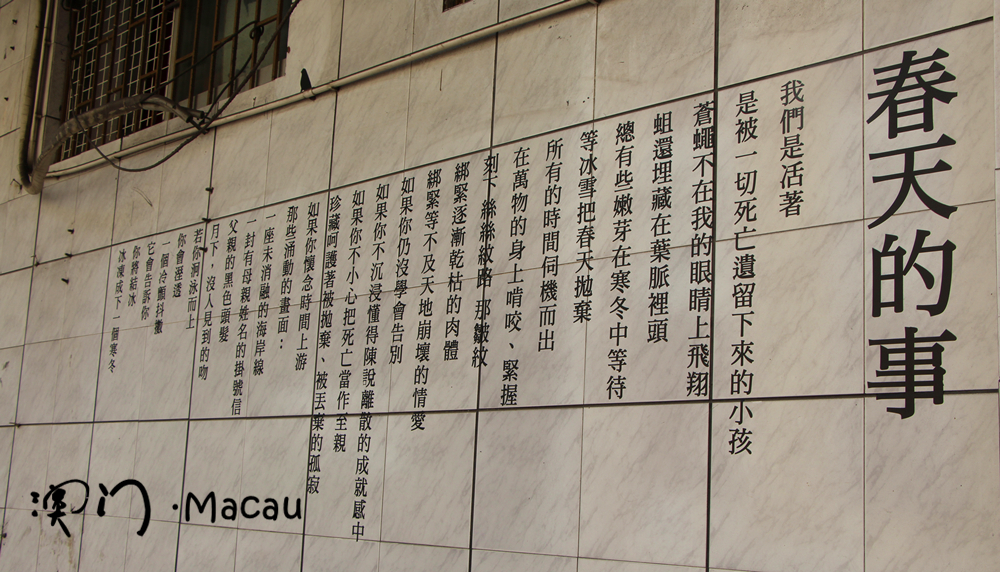 春天的事
我們是活著
是被一切死亡遺留下來的小孩
蒼蠅不在我的眼睛上飛翔
蛆還埋藏在葉脈裡頭
總有些嫩芽在寒冬中等待
等冰雪把春天拋棄
所有的時間伺機而出
在萬物的身上啃咬、緊握
刻下 絲絲紋路 那皺紋
綁緊逐漸乾枯的肉體
綁緊等不及天地崩壞的情愛
如果你仍沒學會告別
如果你不沉浸懂得陳說離散的成就感中
如果你不小心把死亡當作至親
珍藏呵護著被拋棄、被丟棄的孤寂
如果你懷念時間上游
那些涌動的畫面：
一座未消融的海岸線
一封有母親姓名的掛號信
父親的黑色頭髮
月下 沒人見到的吻
若你洄泳而上
你會溼透
一個冷顫抖擻
它會告訴你
你將結冰
冰凍成下一個寒冬
澳门·Macau